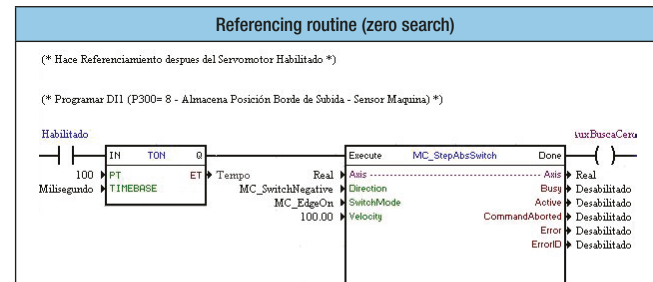 Referencing routine (zero search)
(* Hace Referenciamiento despues del Servomotor Habilitado *)
(* Programar DI1 (P300= 8 - Almacena Posición Borde de Subida - Sensor Maquina) *)
Habilitado
IN TON Q
100 PT ET Tempo
Milisegundo TIMEBASE
uxBuscaCero
Execute MC_StepAbsSwitch Done
Real Axis Axis Real
MC_SwitchNegative Direction Busy Desabilitado
MC_EdgeOn SwitchMode Active Desabilitado
100.00 Velocity CommandAborted Desabilitado
Error Desabilitado
ErrorID Desabilitado